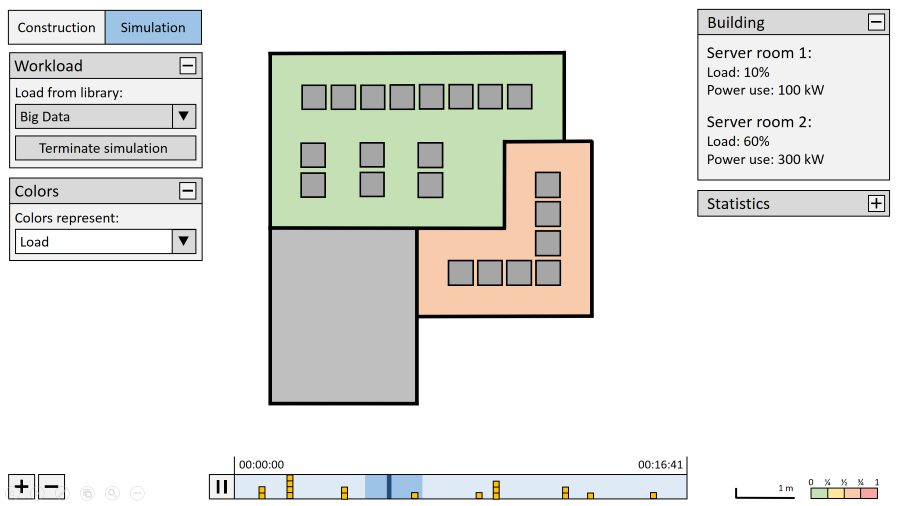 Construction
Simulation
Workload
Load from library:
Big Data
Terminate simulation
Colors
Colors represent:
Load
Building
Server room 1:
Load: 10%
Power use: 100 kW
Server room 2:
Load: 60%
Power use: 300 kW
Statistics
00:00:00
00:16:41
1 m
0 ¼ ½ ¾ 1